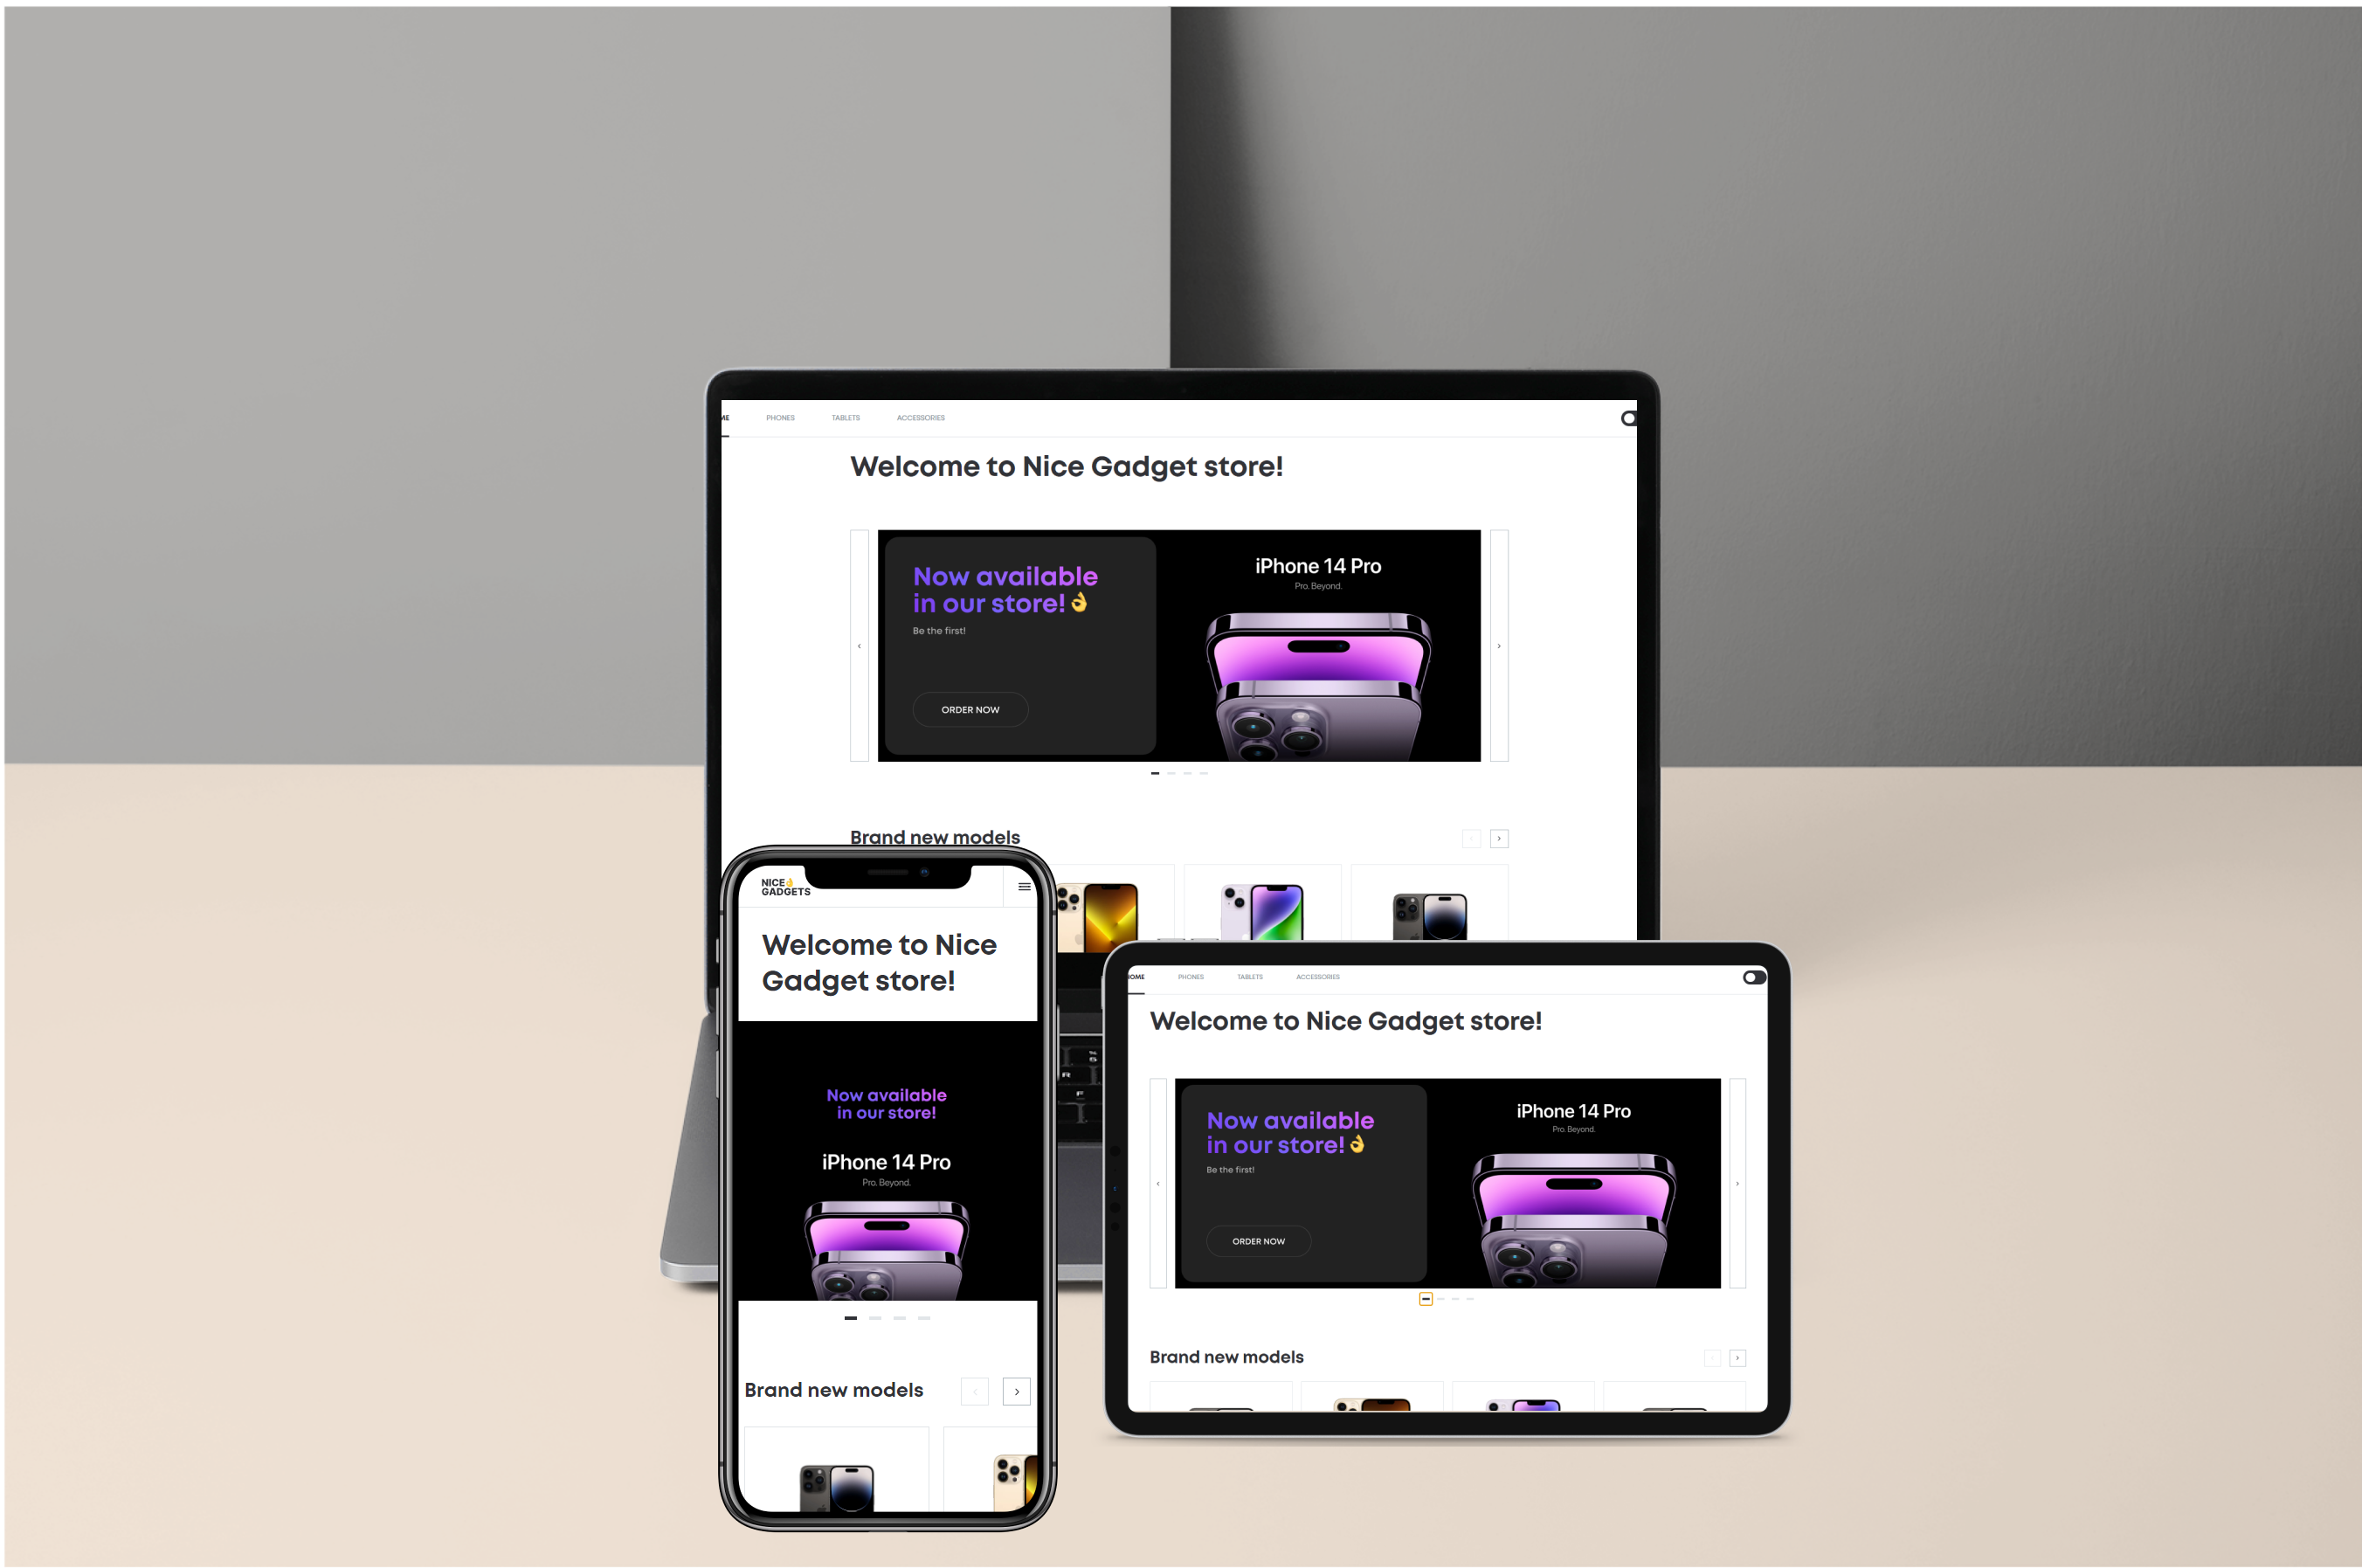 ME PHONES TABLETS ACCESSORIES
Welcome to Nice Gadget store!
Now available
in our store!👌
Be the first!
ORDER NOW
iPhone 14 Pro
Pro. Beyond.
Brand new models
NICE👌
GADGETS
Welcome to Nice
Gadget store!
Now available
in our store!
iPhone 14 Pro
Pro. Beyond.
Brand new models
OME PHONES TABLETS ACCESSORIES
Welcome to Nice Gadget store!
Now available
in our store!👌
Be the first!
ORDER NOW
iPhone 14 Pro
Pro. Beyond.
Brand new models